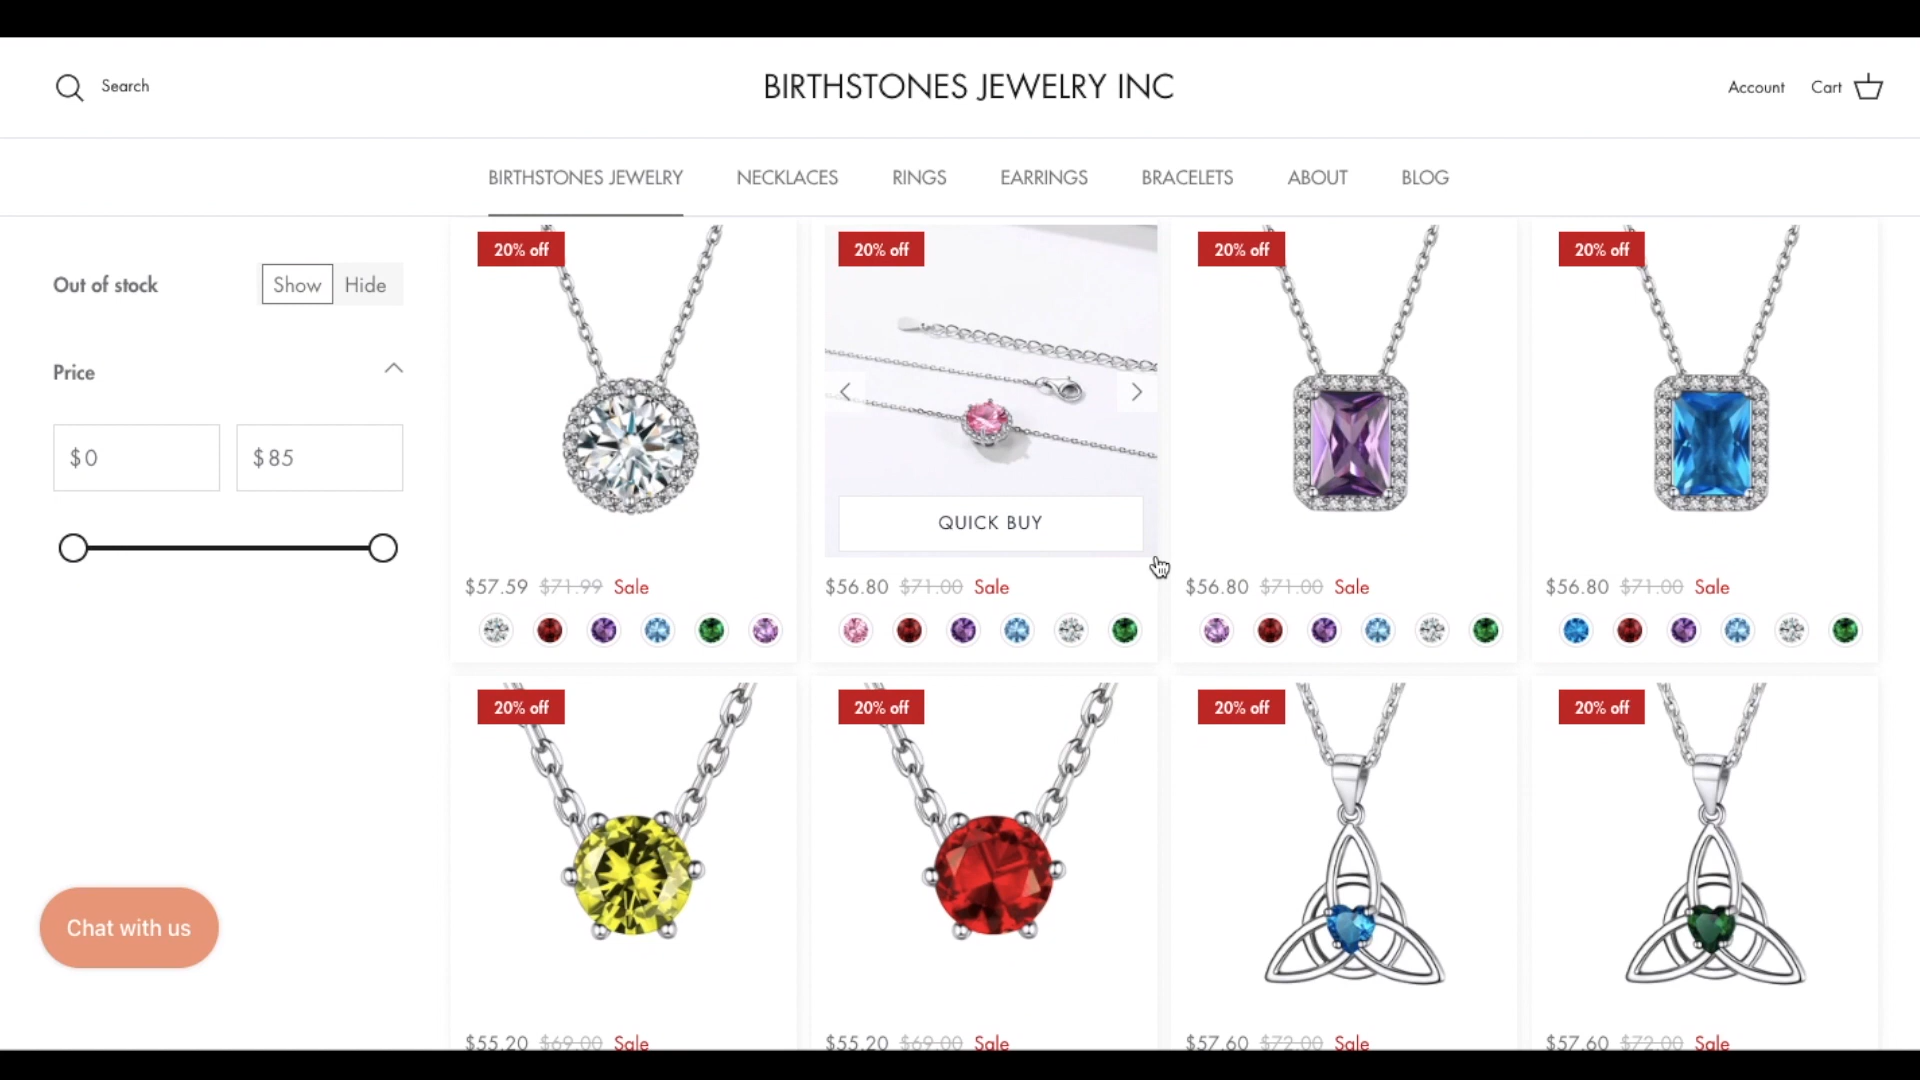 Search
BIRTHSTONES JEWELRY INC
Account
Cart
BIRTHSTONES JEWELRY
NECKLACES
RINGS
EARRINGS
BRACELETS
ABOUT
BLOG
Out of stock
Show
Hide
Price
$ 0
$ 85
20% off
20% off
20% off
20% off
QUICK BUY
$57.59 $71.99 Sale
$56.80 $71.00 Sale
$56.80 $71.00 Sale
$56.80 $71.00 Sale
20% off
20% off
20% off
20% off
Chat with us
$55.20 $69.00 Sale
$55.20 $69.00 Sale
$57.60 $72.00 Sale
$57.60 $72.00 Sale